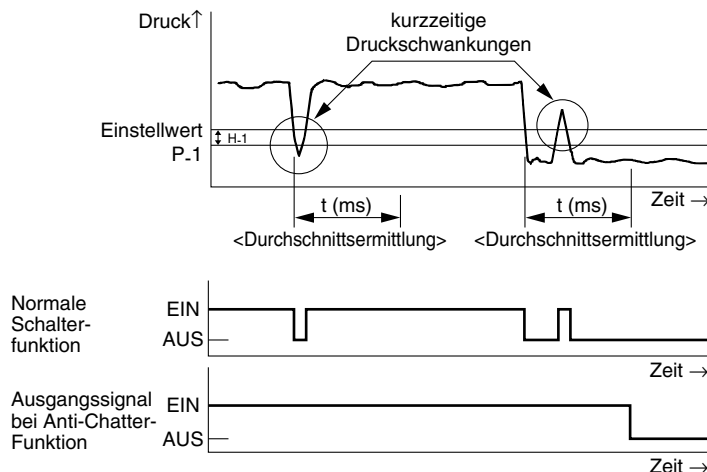 Druck↑
kurzzeitige
Druckschwankungen
Einstellwert
H-1
P-1
t (ms)
t (ms)
Zeit →
<Durchschnittsermittlung>
<Durchschnittsermittlung>
Normale
Schalter-
funktion
EIN
AUS
Zeit →
Ausgangssignal
bei Anti-Chatter-
Funktion
EIN
AUS
Zeit →